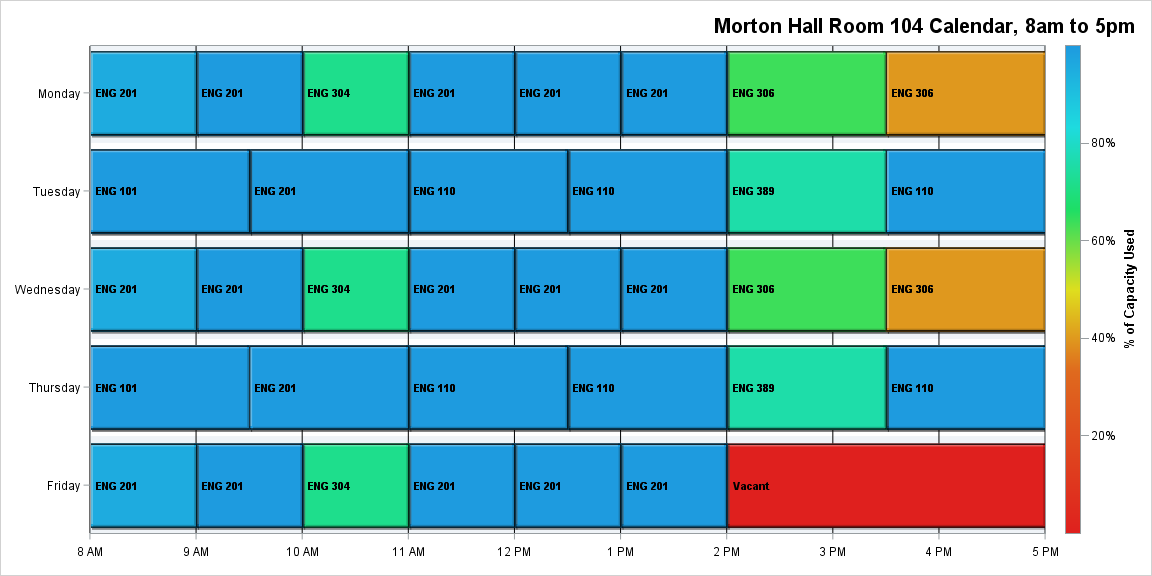 Morton Hall Room 104 Calendar, 8am to 5pm
Monday
ENG 201
ENG 201
ENG 304
ENG 201
ENG 201
ENG 201
ENG 306
ENG 306
Tuesday
ENG 101
ENG 201
ENG 110
ENG 110
ENG 389
ENG 110
Wednesday
ENG 201
ENG 201
ENG 304
ENG 201
ENG 201
ENG 201
ENG 306
ENG 306
Thursday
ENG 101
ENG 201
ENG 110
ENG 110
ENG 389
ENG 110
Friday
ENG 201
ENG 201
ENG 304
ENG 201
ENG 201
ENG 201
Vacant
8 AM
9 AM
10 AM
11 AM
12 PM
1 PM
2 PM
3 PM
4 PM
5 PM
80%
60%
40%
20%
% of Capacity Used